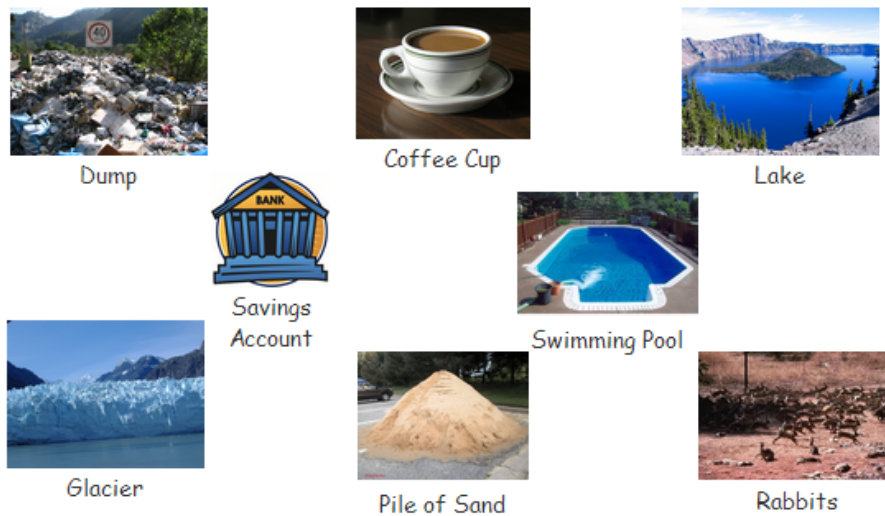 40
Dump
Coffee Cup
Lake
BANK
Savings
Account
Swimming Pool
Glacier
Pile of Sand
Rabbits